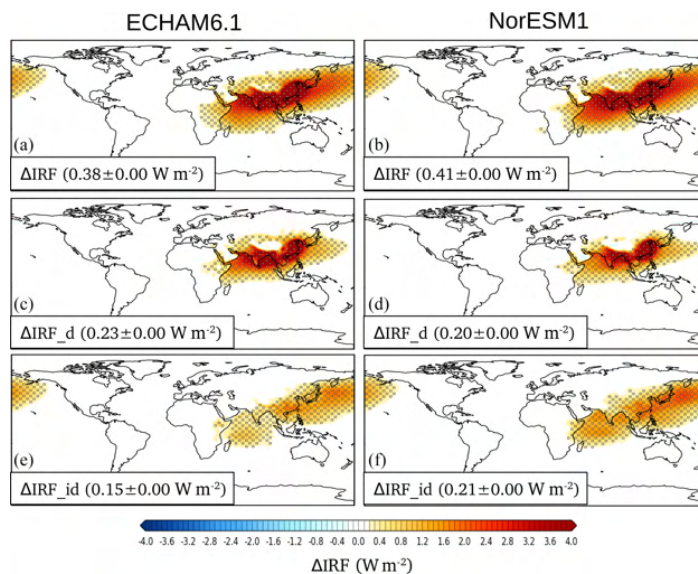 ECHAM6.1 NorESM1
(a) (b)
ΔIRF (0.38±0.00 W m-2) ΔIRF (0.41±0.00 W m-2)
(c) (d)
ΔIRF_d (0.23±0.00 W m-2) ΔIRF_d (0.20±0.00 W m-2)
(e) (f)
ΔIRF_id (0.15±0.00 W m-2) ΔIRF_id (0.21±0.00 W m-2)
-4.0 -3.6 -3.2 -2.8 -2.4 -2.0 -1.6 -1.2 -0.8 -0.4 0.0 0.4 0.8 1.2 1.6 2.0 2.4 2.8 3.2 3.6 4.0
ΔIRF (W m-2)